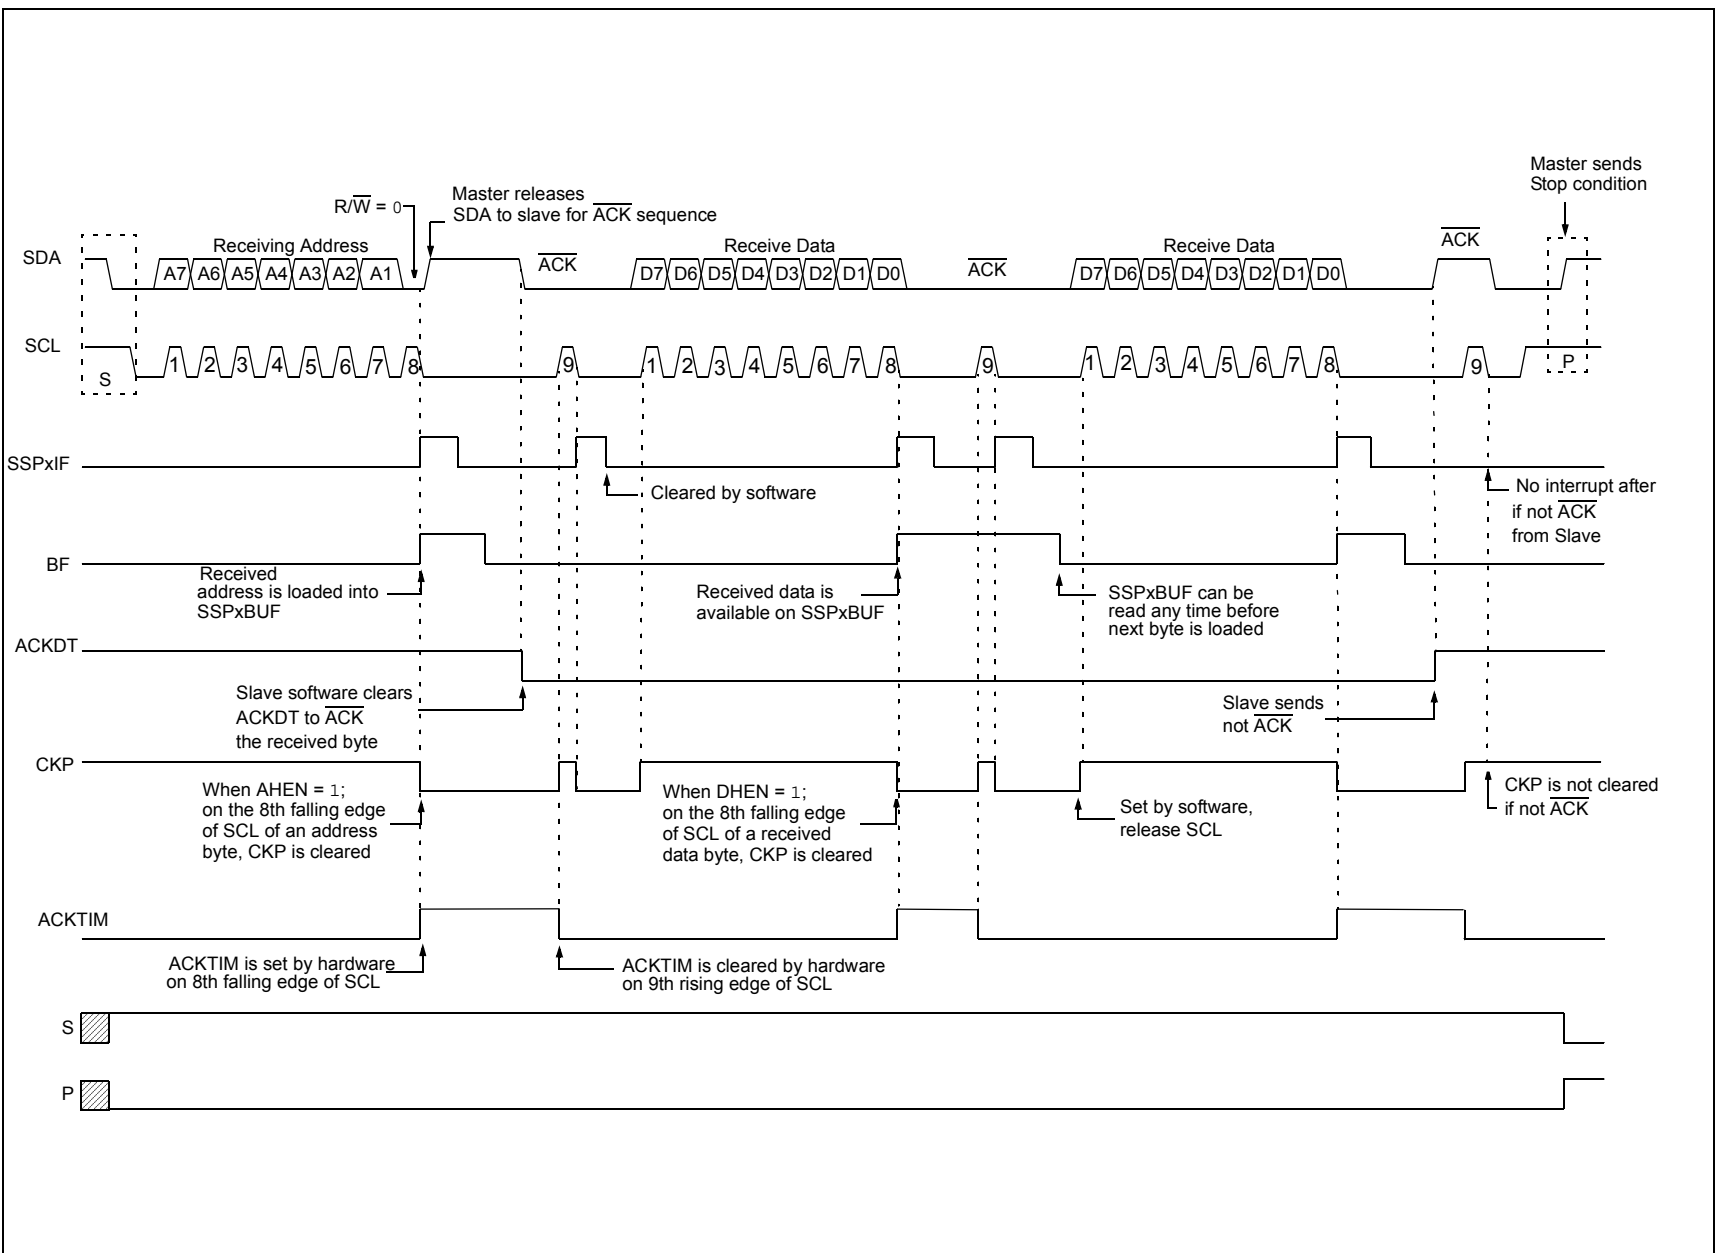 Master sends
Stop condition
R/W̅ = 0
Master releases
SDA to slave for A̅C̅K̅ sequence
SDA
Receiving Address
A̅C̅K̅
Receive Data
A̅C̅K̅
Receive Data
A̅C̅K̅
A7 A6 A5 A4 A3 A2 A1
D7 D6 D5 D4 D3 D2 D1 D0
D7 D6 D5 D4 D3 D2 D1 D0
SCL
S
1 2 3 4 5 6 7 8 9
1 2 3 4 5 6 7 8 9
1 2 3 4 5 6 7 8 9
P
SSPxIF
Cleared by software
No interrupt after
if not A̅C̅K̅
from Slave
BF
Received
address is loaded into
SSPxBUF
Received data is
available on SSPxBUF
SSPxBUF can be
read any time before
next byte is loaded
ACKDT
Slave software clears
ACKDT to A̅C̅K̅
the received byte
Slave sends
not A̅C̅K̅
CKP
When AHEN = 1;
on the 8th falling edge
of SCL of an address
byte, CKP is cleared
When DHEN = 1;
on the 8th falling edge
of SCL of a received
data byte, CKP is cleared
Set by software,
release SCL
CKP is not cleared
if not A̅C̅K̅
ACKTIM
ACKTIM is set by hardware
on 8th falling edge of SCL
ACKTIM is cleared by hardware
on 9th rising edge of SCL
S
P